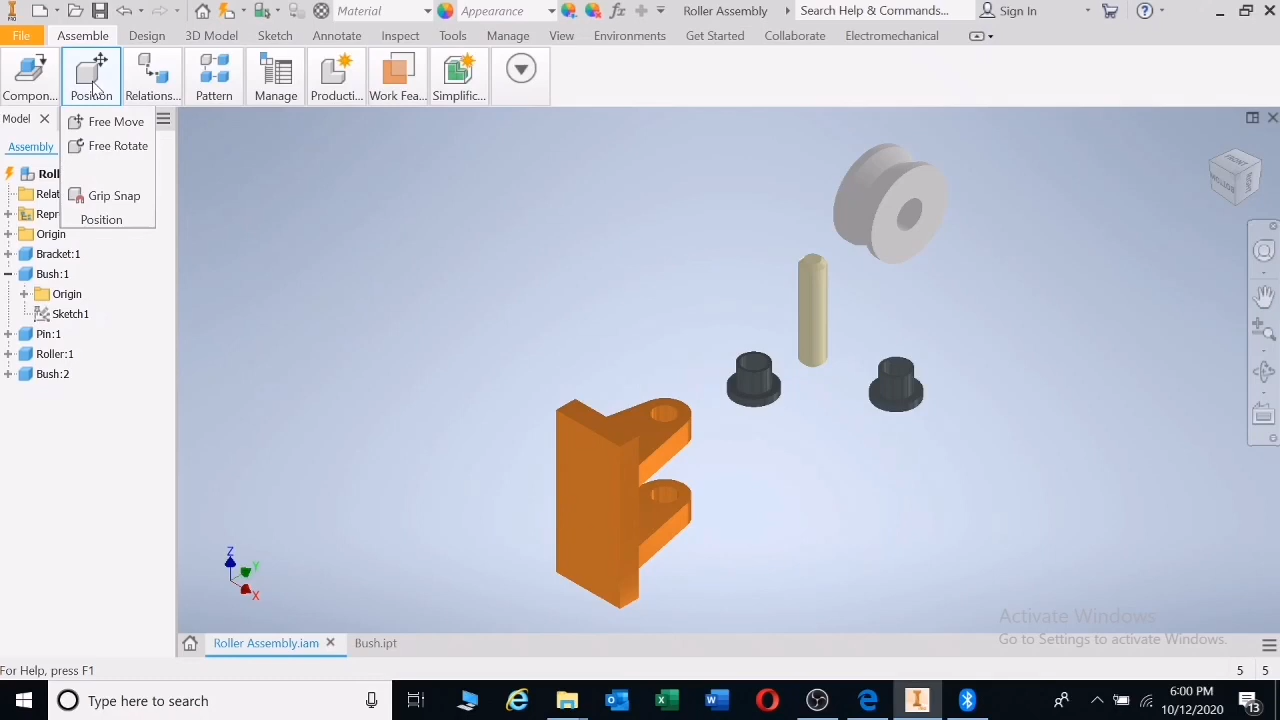 PRO
Material
Appearance
Roller Assembly
Search Help & Commands...
Sign In
File
Assemble
Design
3D Model
Sketch
Annotate
Inspect
Tools
Manage
View
Environments
Get Started
Collaborate
Electromechanical
Compon...
Position
Relations...
Pattern
Manage
Producti...
Work Fea...
Simplific...
Model
Free Move
Free Rotate
Grip Snap
Position
Assembly
Roll
Relat
Repr
Origin
Bracket:1
Bush:1
Origin
Sketch1
Pin:1
Roller:1
Bush:2
FRONT
BOTTOM
Z
Y
X
Activate Windows
Go to Settings to activate Windows.
Roller Assembly.iam
Bush.ipt
For Help, press F1
5 5
Type here to search
6:00 PM
10/12/2020
13